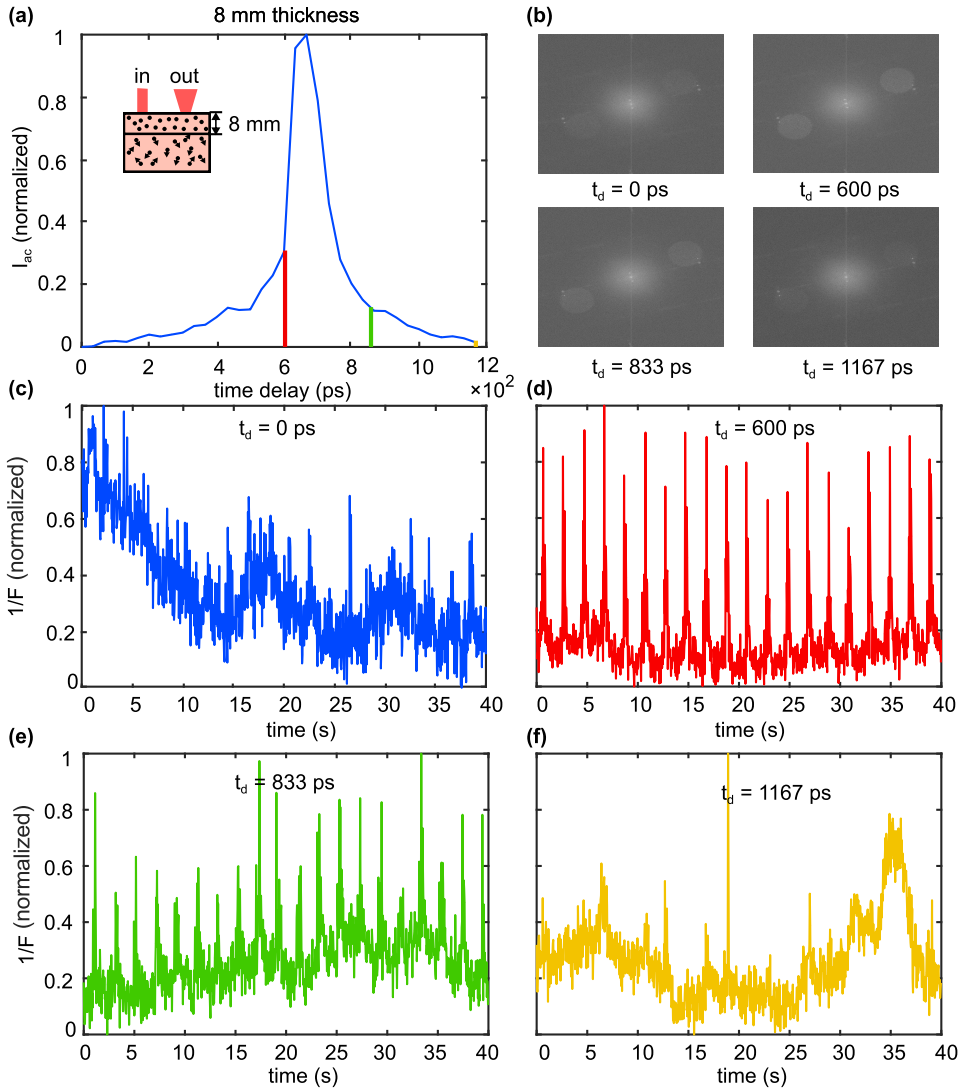 (a)
8 mm thickness
1
0.8
0.6
0.4
0.2
0
I_ac (normalized)
in out
8 mm
0 2 4 6 8 10 12
time delay (ps)
×10²
(b)
t_d = 0 ps
t_d = 600 ps
t_d = 833 ps
t_d = 1167 ps
(c)
t_d = 0 ps
1
0.8
0.6
0.4
0.2
0
1/F (normalized)
0 5 10 15 20 25 30 35 40
time (s)
(d)
t_d = 600 ps
0 5 10 15 20 25 30 35 40
time (s)
(e)
t_d = 833 ps
1
0.8
0.6
0.4
0.2
0
1/F (normalized)
0 5 10 15 20 25 30 35 40
time (s)
(f)
t_d = 1167 ps
0 5 10 15 20 25 30 35 40
time (s)